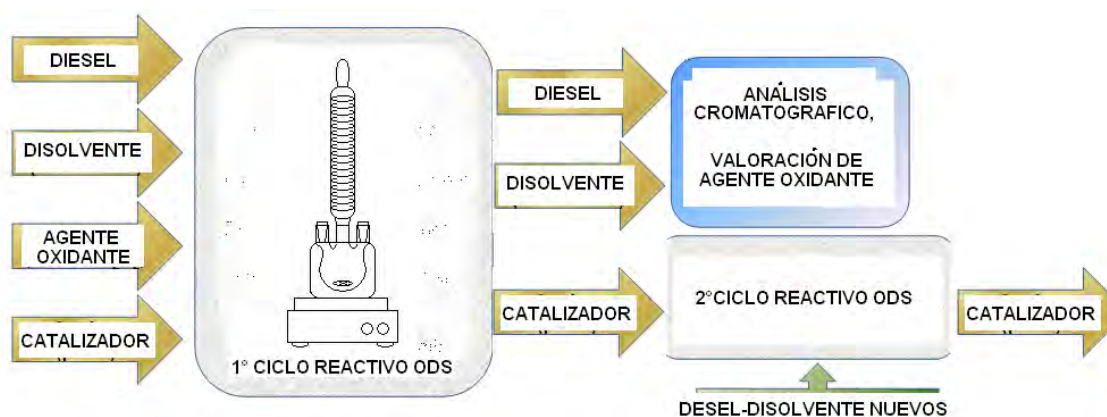 DIESEL
DISOLVENTE
AGENTE
OXIDANTE
CATALIZADOR
1° CICLO REACTIVO ODS
DIESEL
DISOLVENTE
CATALIZADOR
ANÁLISIS
CROMATOGRAFICO,
VALORACIÓN DE
AGENTE OXIDANTE
2°CICLO REACTIVO ODS
CATALIZADOR
DESEL-DISOLVENTE NUEVOS